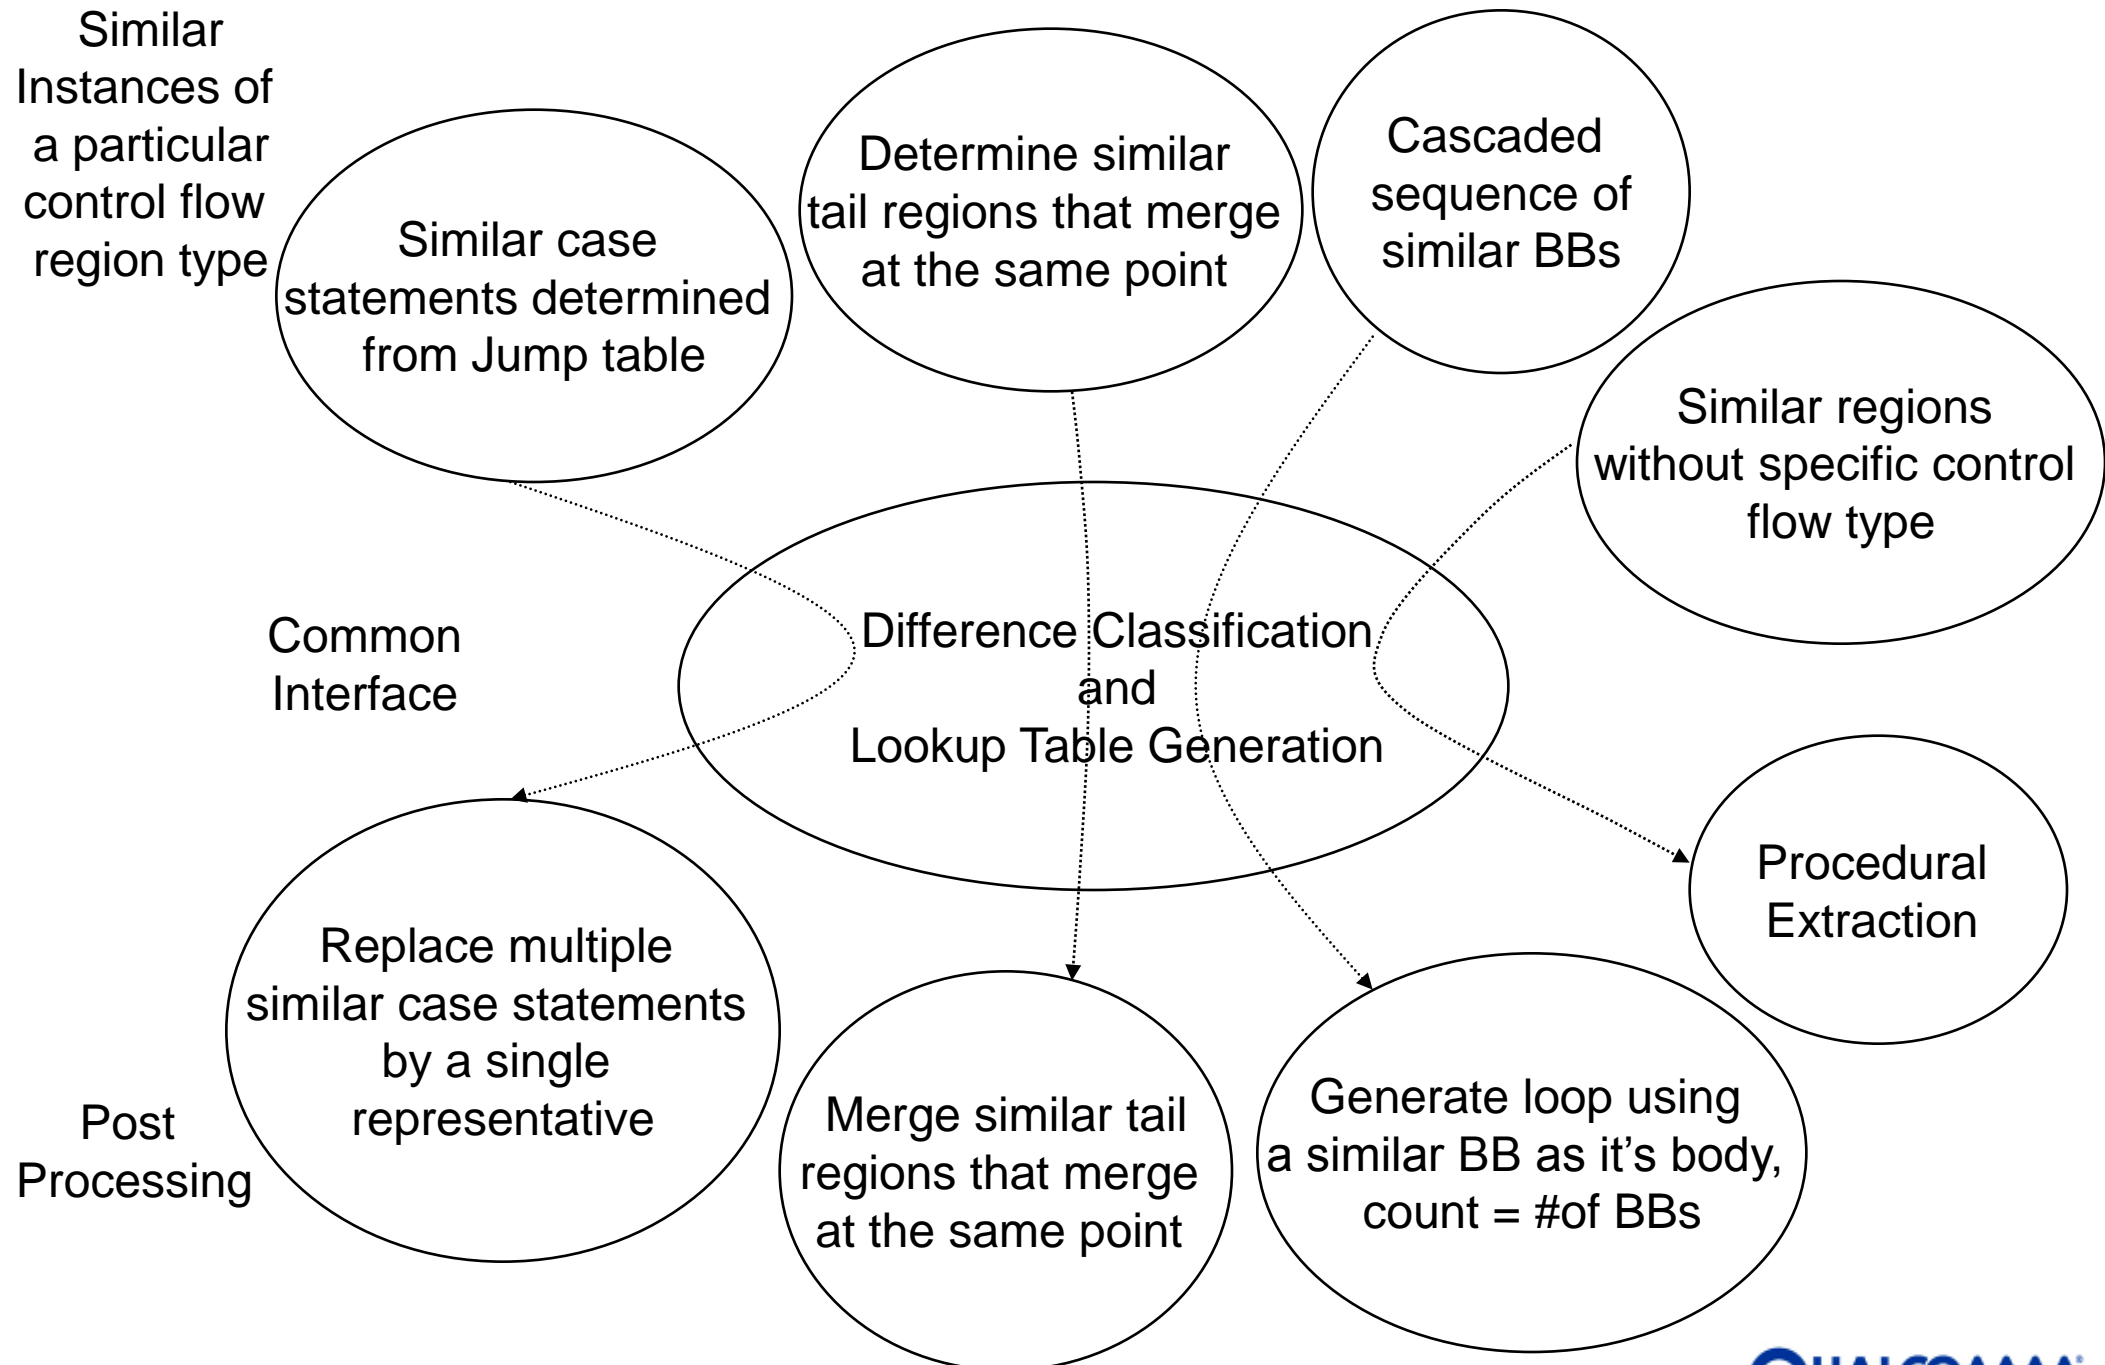 Similar
Instances of
a particular
control flow
region type
Similar case
statements determined
from Jump table
Determine similar
tail regions that merge
at the same point
Cascaded
sequence of
similar BBs
Similar regions
without specific control
flow type
Common
Interface
Difference Classification
and
Lookup Table Generation
Post
Processing
Replace multiple
similar case statements
by a single
representative
Merge similar tail
regions that merge
at the same point
Generate loop using
a similar BB as it's body,
count = #of BBs
Procedural
Extraction
QUALCOMM®